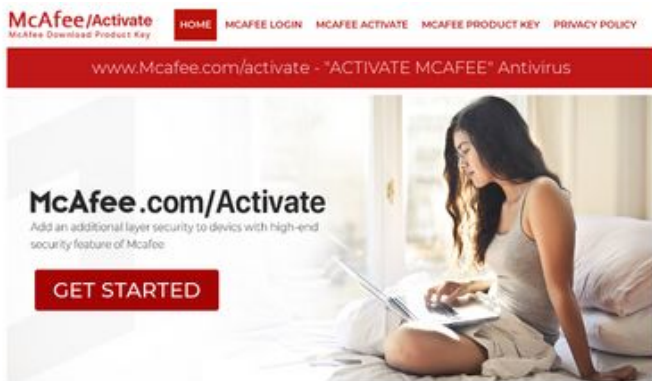 McAfee/Activate
McAfee Download Product Key
HOME MCAFEE LOGIN MCAFEE ACTIVATE MCAFEE PRODUCT KEY PRIVACY POLICY
www.Mcafee.com/activate - "ACTIVATE MCAFEE" Antivirus
McAfee.com/Activate
Add an additional layer security to devics with high-end
security feature of Mcafee
GET STARTED